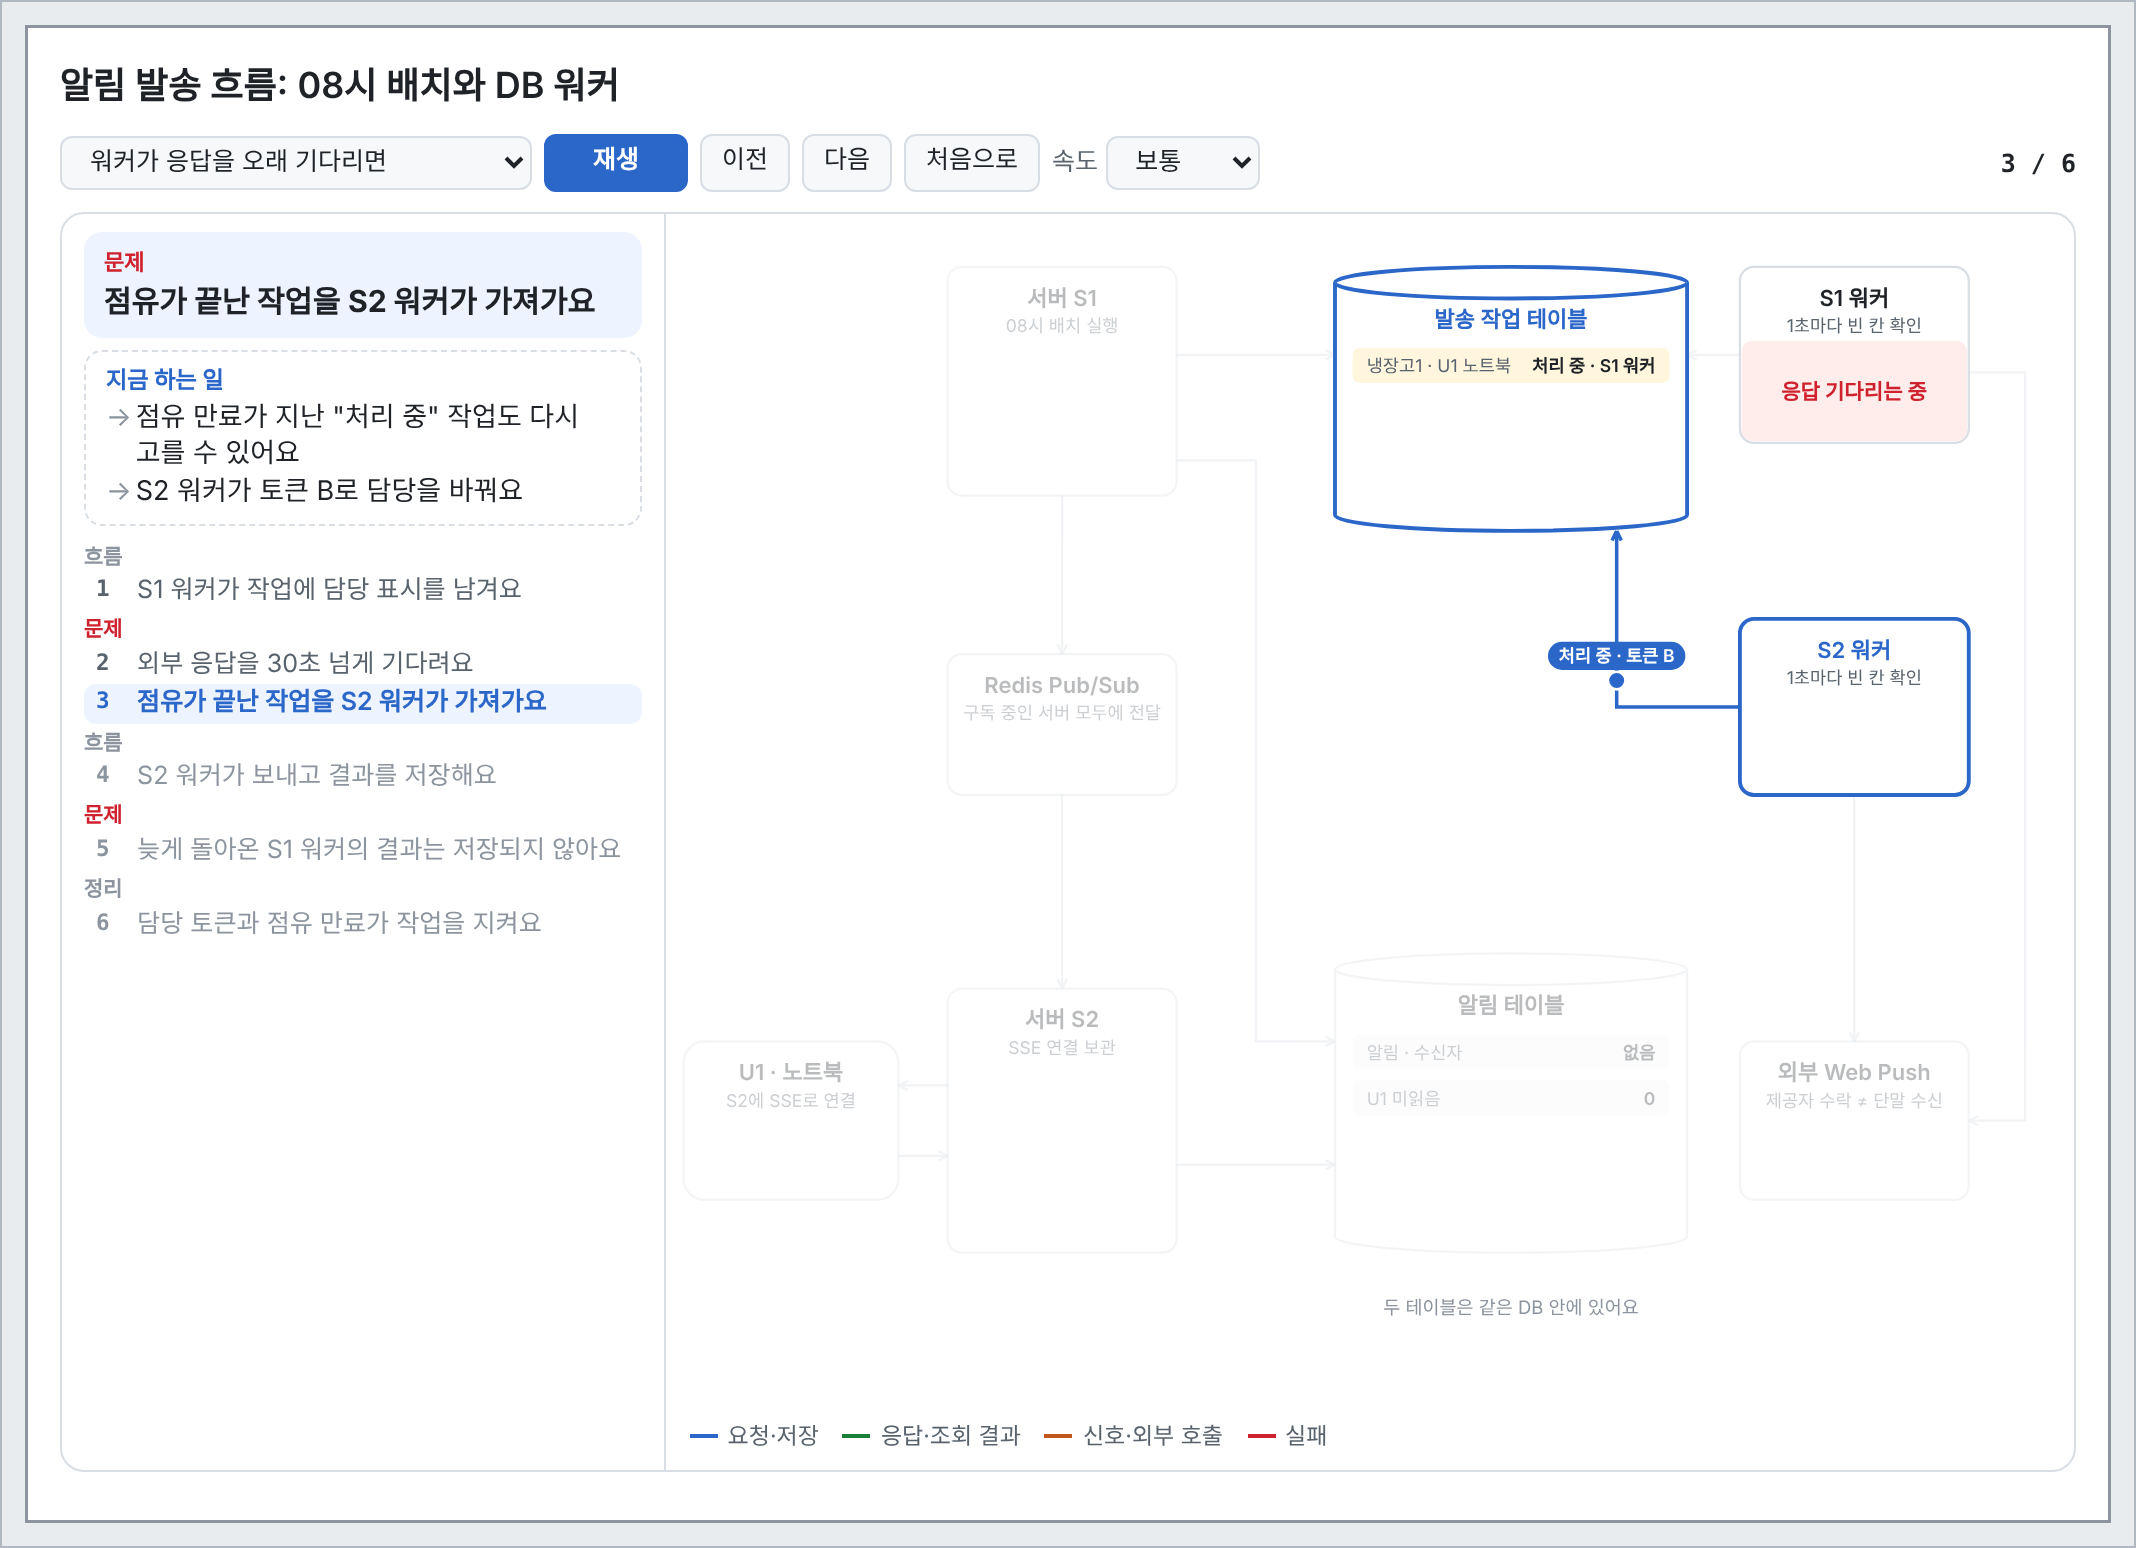 알림 발송 흐름: 08시 배치와 DB 워커
워커가 응답을 오래 기다리면
재생
이전
다음
처음으로
속도
보통
3 / 6
문제
점유가 끝난 작업을 S2 워커가 가져가요
지금 하는 일
→ 점유 만료가 지난 "처리 중" 작업도 다시
고를 수 있어요
→ S2 워커가 토큰 B로 담당을 바꿔요
흐름
1 S1 워커가 작업에 담당 표시를 남겨요
문제
2 외부 응답을 30초 넘게 기다려요
3 점유가 끝난 작업을 S2 워커가 가져가요
흐름
4 S2 워커가 보내고 결과를 저장해요
문제
5 늦게 돌아온 S1 워커의 결과는 저장되지 않아요
정리
6 담당 토큰과 점유 만료가 작업을 지켜요
서버 S1
08시 배치 실행
발송 작업 테이블
냉장고1 · U1 노트북 처리 중 · S1 워커
S1 워커
1초마다 빈 칸 확인
응답 기다리는 중
처리 중 · 토큰 B
S2 워커
1초마다 빈 칸 확인
Redis Pub/Sub
구독 중인 서버 모두에 전달
서버 S2
SSE 연결 보관
U1 · 노트북
S2에 SSE로 연결
알림 테이블
알림 · 수신자 없음
U1 미읽음 0
외부 Web Push
제공자 수락 ≠ 단말 수신
두 테이블은 같은 DB 안에 있어요
요청·저장
응답·조회 결과
신호·외부 호출
실패